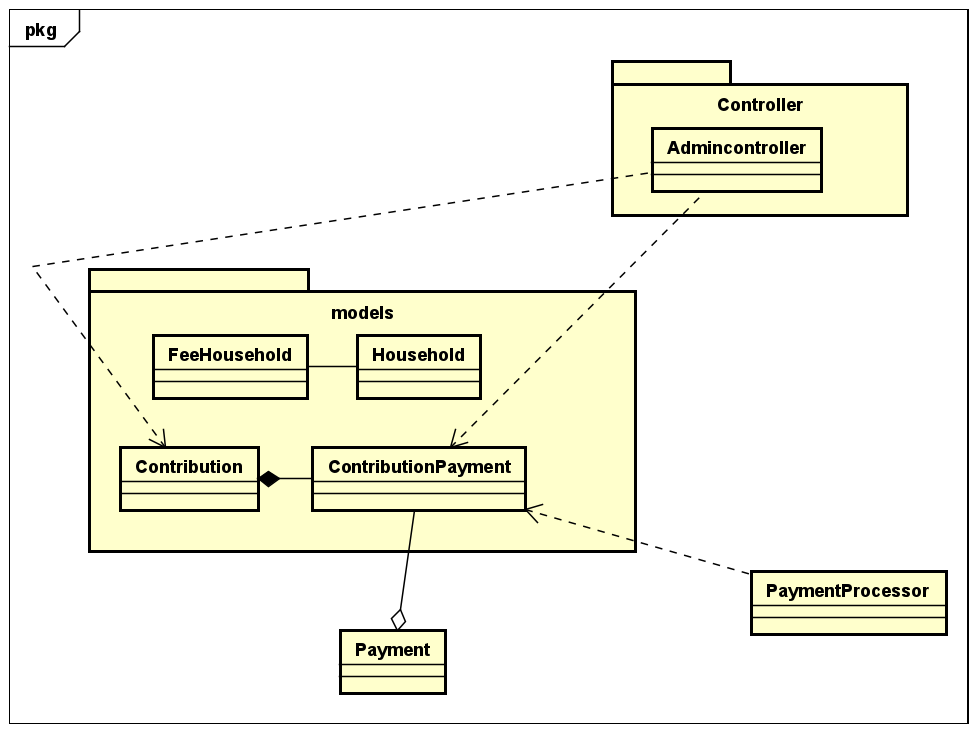 pkg
Controller
Admincontroller
models
FeeHousehold
Household
Contribution
ContributionPayment
PaymentProcessor
Payment